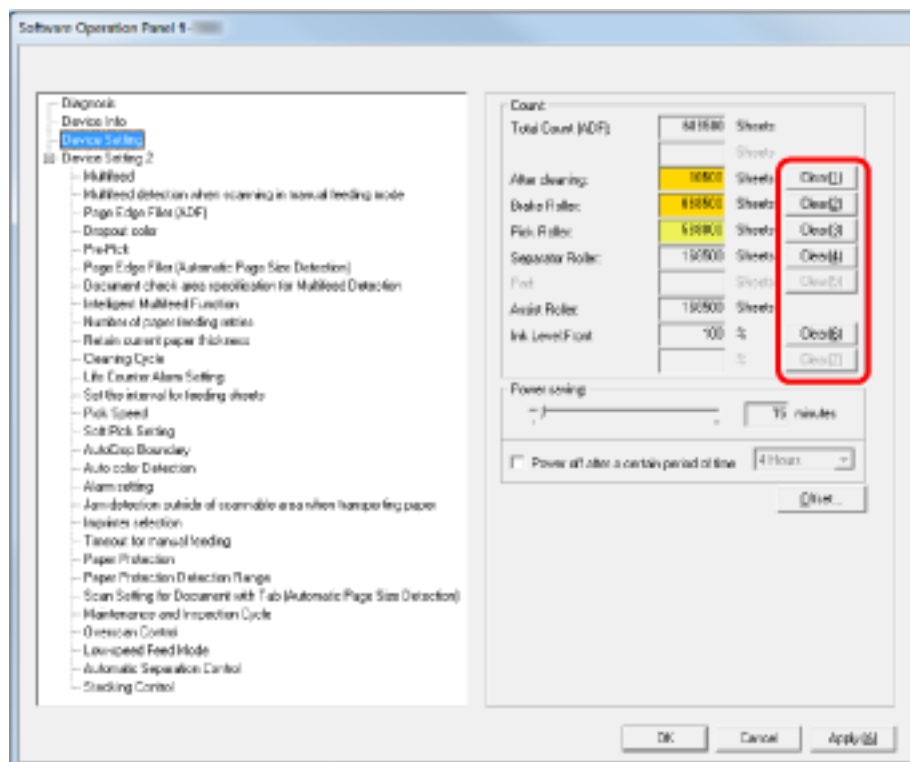 Software Operation Panel
Diagnosis
Device Info
Device Setting
Device Setting 2
Multifeed
Multifeed detection when scanning in manual feeding mode
Page Edge Filler (ADF)
Dropout color
Pre-Pick
Page Edge Filler (Automatic Page Size Detection)
Document check area specification for Multifeed Detection
Intelligent Multifeed Function
Number of paper feeding retries
Retain current paper thickness
Cleaning Cycle
Life Counter Alarm Setting
Set the interval for feeding sheets
Pick Speed
Soft Pick Setting
AutoCrop Boundary
Auto color Detection
Alarm setting
Jam detection outside of scannable area when transporting paper
Imprinter selection
Timeout for manual feeding
Paper Protection
Paper Protection Detection Range
Scan Setting for Document with Tab (Automatic Page Size Detection)
Maintenance and Inspection Cycle
Overscan Control
Low-speed Feed Mode
Automatic Separation Control
Stacking Control
Count
Total Count (ADF): Sheets
Sheets
After cleaning: Sheets Clear(1)
Brake Roller: Sheets Clear(2)
Pick Roller: Sheets Clear(3)
Separator Roller: Sheets Clear(4)
Pad: Sheets Clear(5)
Assist Roller: Sheets
Ink Level:Front 100 % Clear(6)
% Clear(7)
Power saving
15 minutes
Power off after a certain period of time 4 Hours
Offset...
OK Cancel Apply(A)